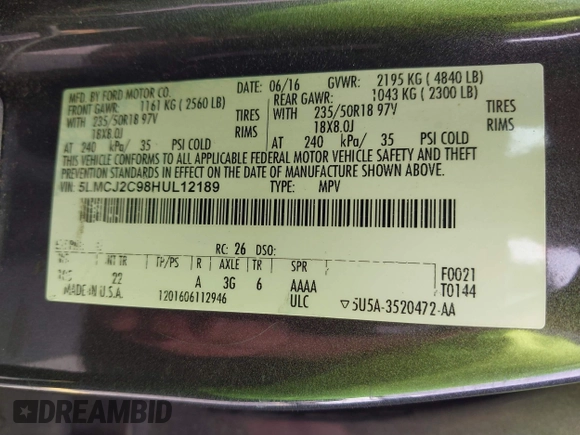 MFD. BY FORD MOTOR CO.
06/16 GVWR: 2195 KG ( 4840 LB)
FRONT GAWR: 1161 KG ( 2560 LB)
REAR GAWR: 1043 KG ( 2300 LB)
WITH 235/50R18 97V TIRES
WITH 235/50R18 97V TIRES
18X8.0J RIMS
18X8.0J RIMS
AT 240 kPa/ 35 PSI COLD
AT 240 kPa/ 35 PSI COLD
THIS VEHICLE CONFORMS TO ALL APPLICABLE FEDERAL MOTOR VEHICLE SAFETY AND THEFT
PREVENTION STANDARDS IN EFFECT ON THE DATE OF MANUFACTURE SHOWN ABOVE.
VIN: 5LMCJ2C98HUL12189 TYPE: MPV
RC: 26 DSO:
INT TR TP/PS R AXLE TR SPR
22 A 3G 6 AAAA
F0021
T0144
MADE IN U.S.A. 1201606112946 ULC ▽5U5A-3520472-AA
DREAMBID